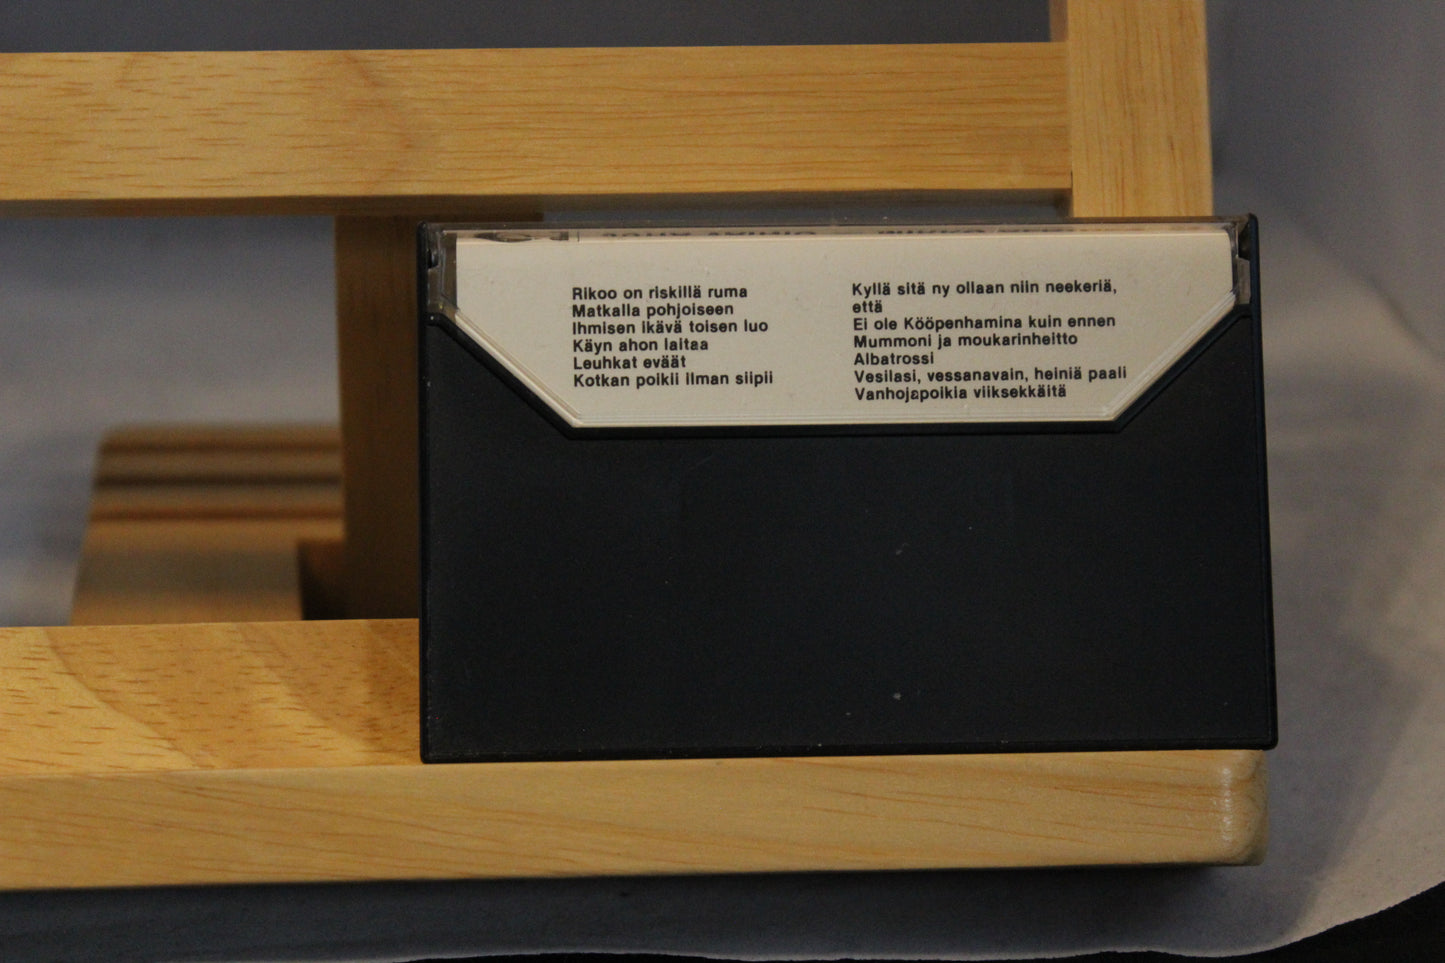 Rikoo on riskillä ruma
Matkalla pohjoiseen
Ihmisen ikävä toisen luo
Käyn ahon laitaa
Leuhkat eväät
Kotkan poikii ilman siipii
Kyllä sitä ny ollaan niin neekeriä,
että
Ei ole Kööpenhamina kuin ennen
Mummoni ja moukarinheitto
Albatrossi
Vesilasi, vessanavain, heiniä paali
Vanhojapoikia viiksekkäitä